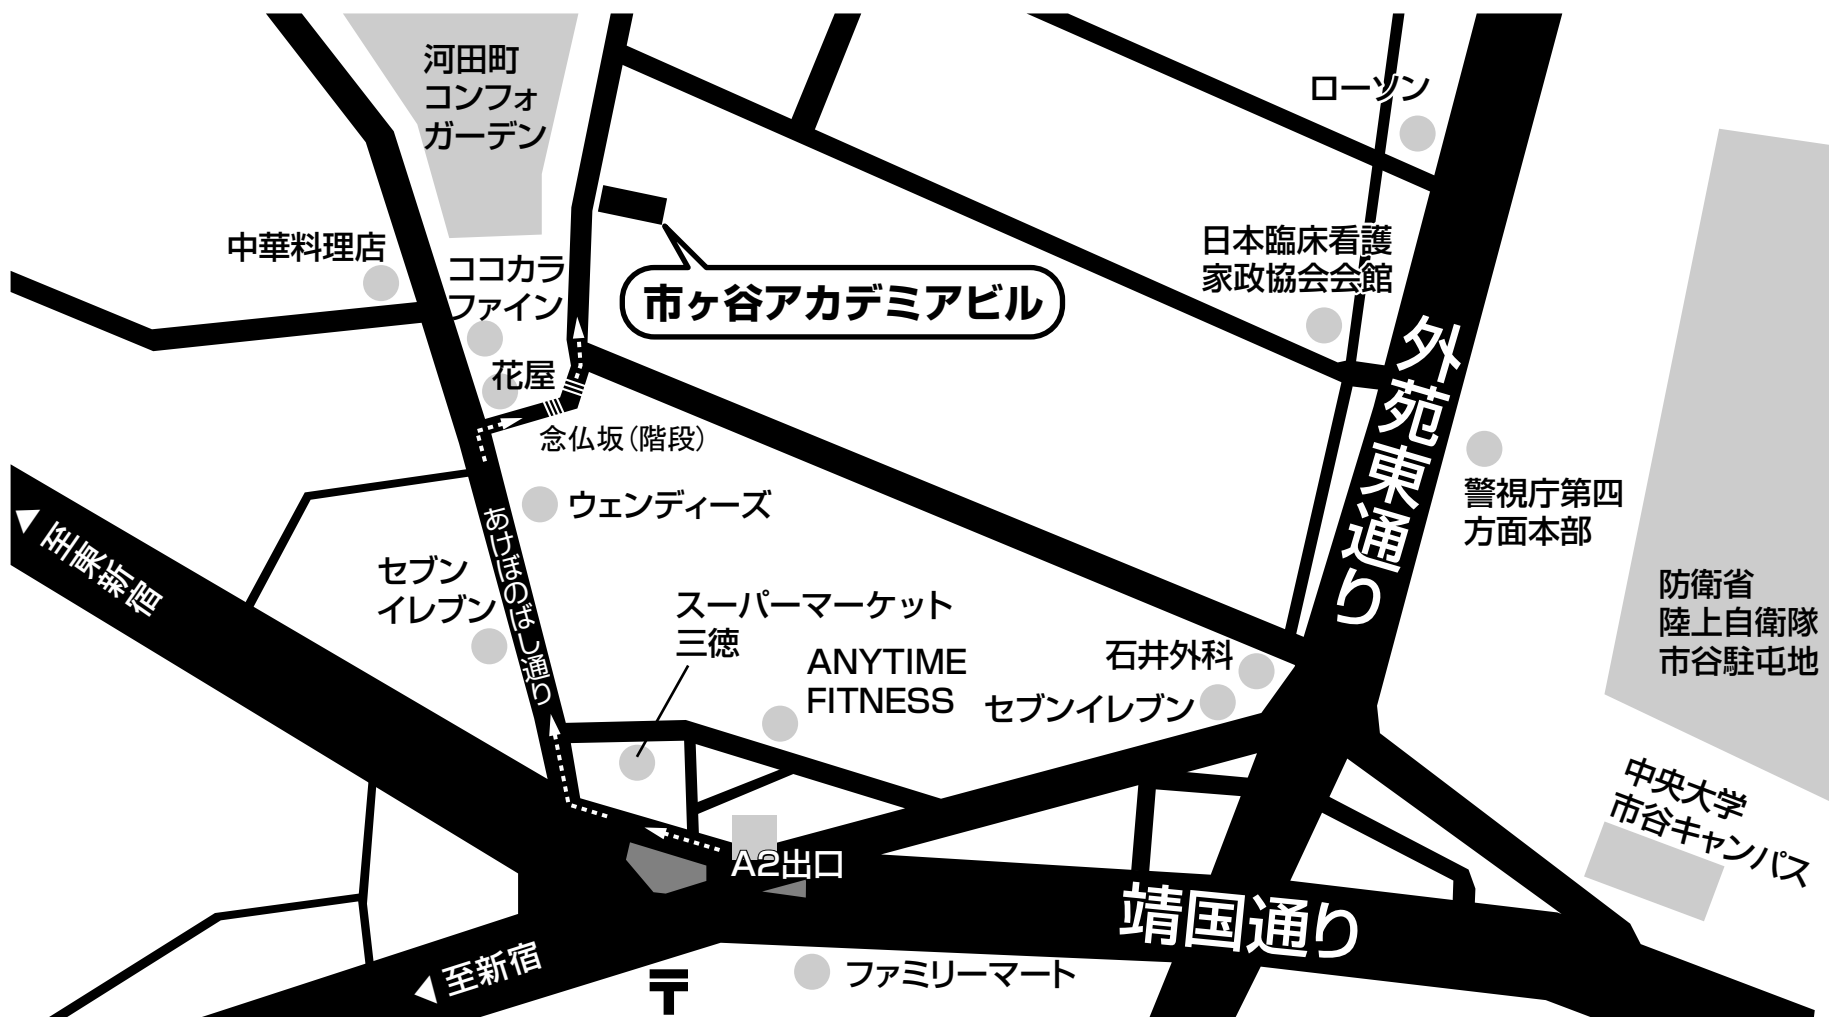 河田町
コンフォ
ガーデン
ローソン
中華料理店
ココカラ
ファイン
日本臨床看護
家政協会会館
市ヶ谷アカデミアビル
花屋
念仏坂（階段）
外苑東通り
警視庁第四
方面本部
ウェンディーズ
あけぼのばし通り
至東新宿
セブン
イレブン
スーパーマーケット
三徳
ANYTIME
FITNESS
石井外科
セブンイレブン
防衛省
陸上自衛隊
市谷駐屯地
中央大学
市谷キャンパス
A2出口
靖国通り
至新宿
〒
ファミリーマート